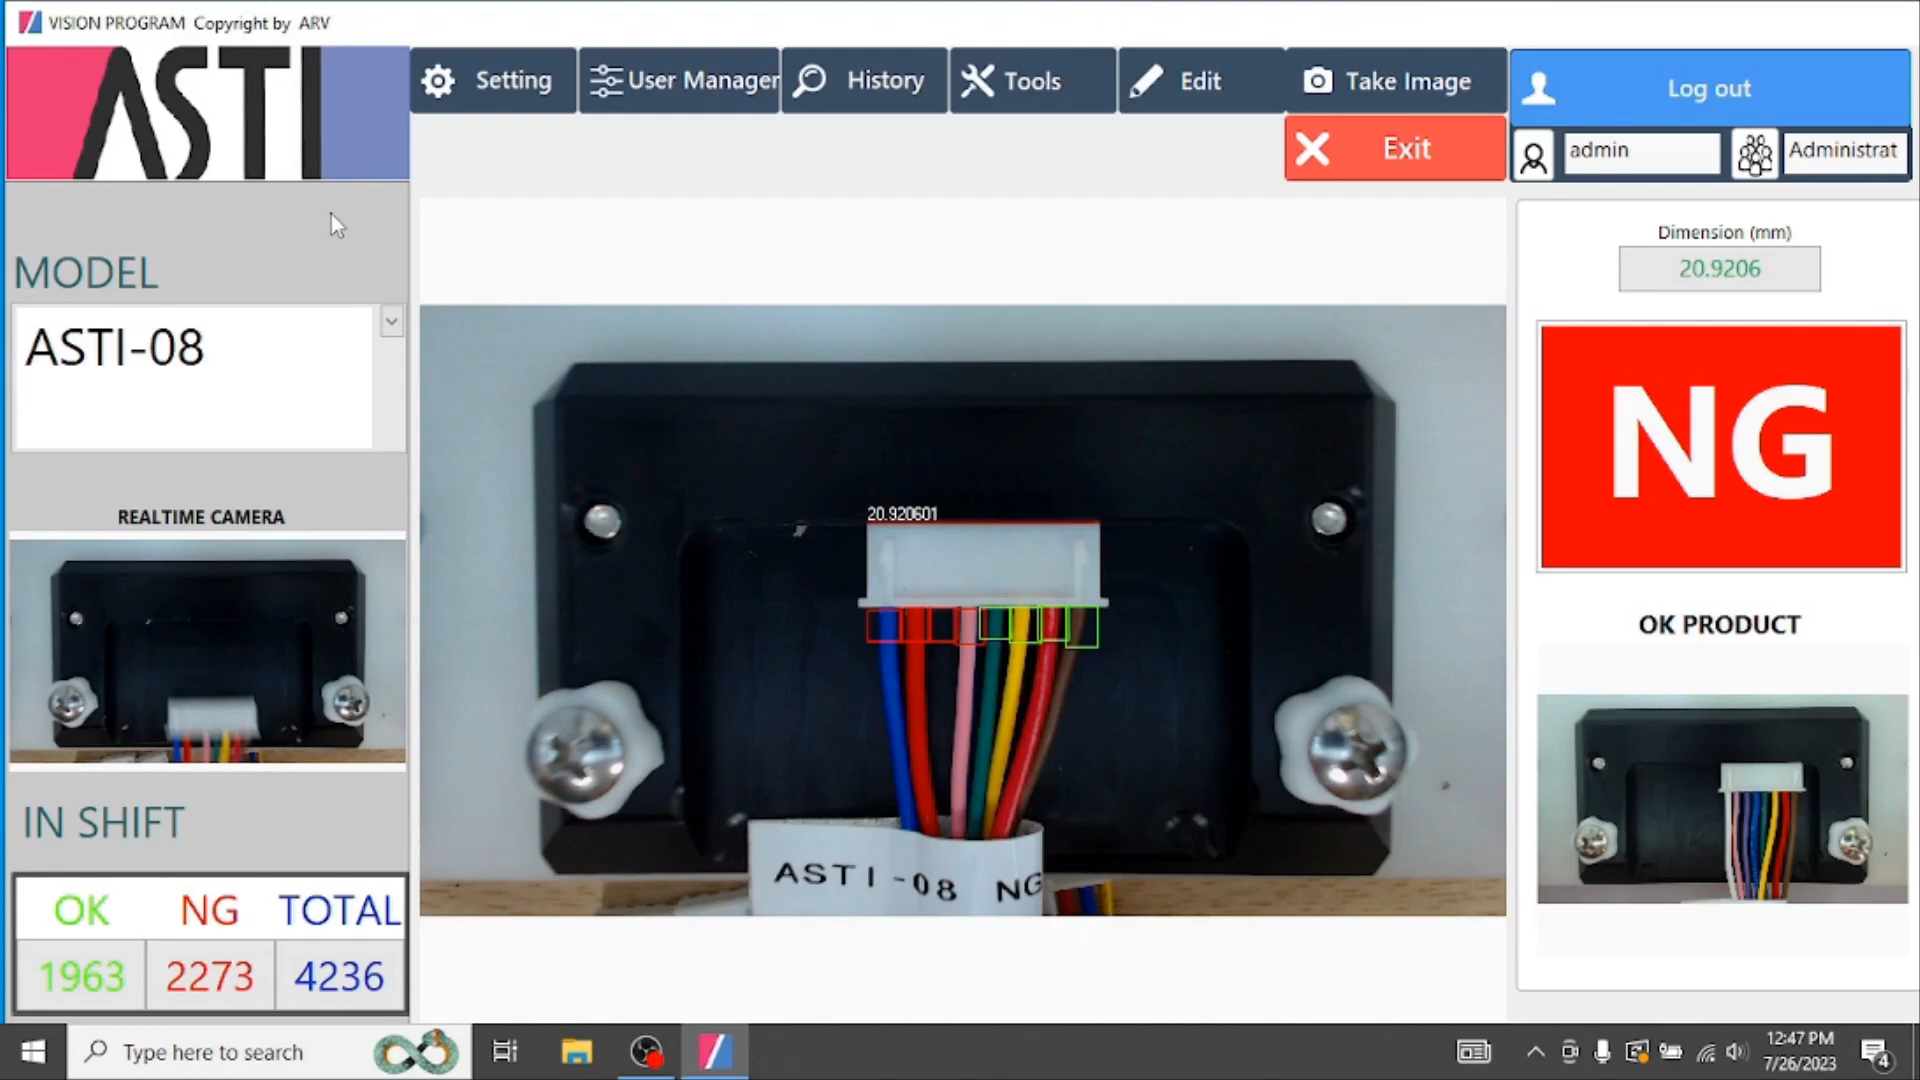 VISION PROGRAM Copyright by ARV
ASTI
Setting
User Manager
History
Tools
Edit
Take Image
Exit
Log out
admin
Administrat
MODEL
ASTI-08
REALTIME CAMERA
IN SHIFT
OK NG TOTAL
1963 2273 4236
20.920601
ASTI-08 NG
Dimension (mm)
20.9206
NG
OK PRODUCT
Type here to search
12:47 PM
7/26/2023
4